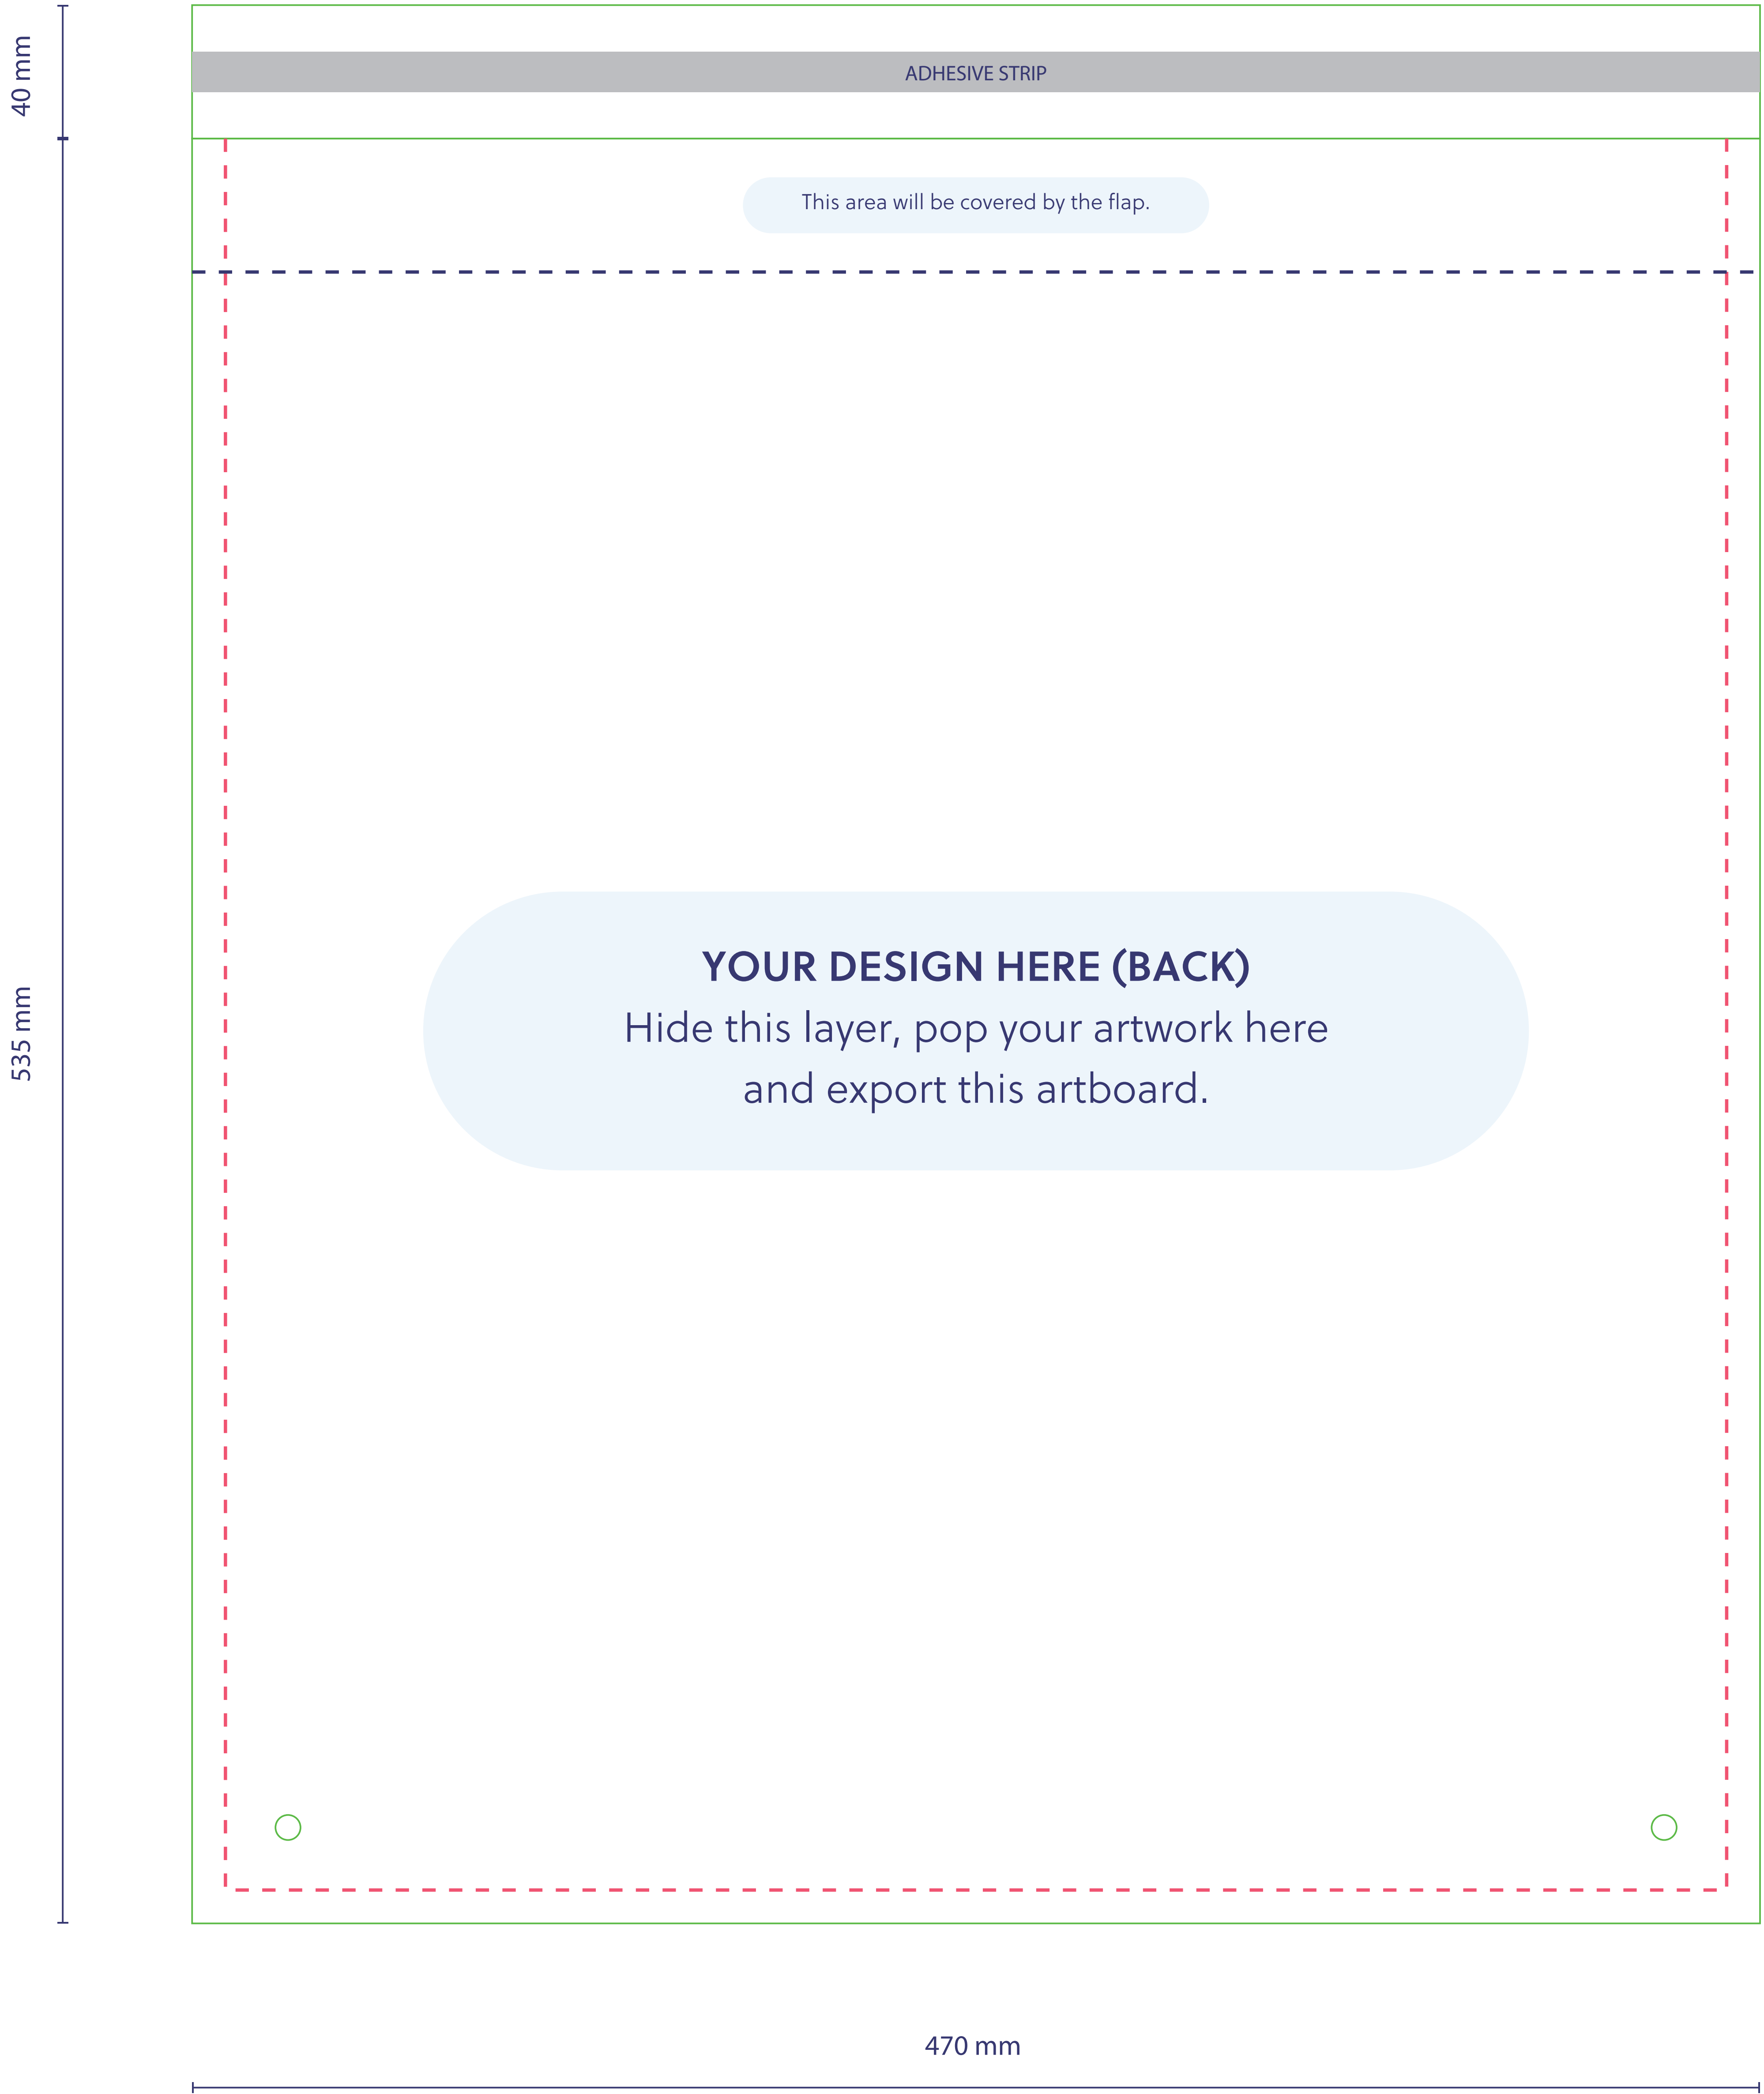 40 mm
ADHESIVE STRIP
This area will be covered by the flap.
535 mm
YOUR DESIGN HERE (BACK)
Hide this layer, pop your artwork here
and export this artboard.
470 mm